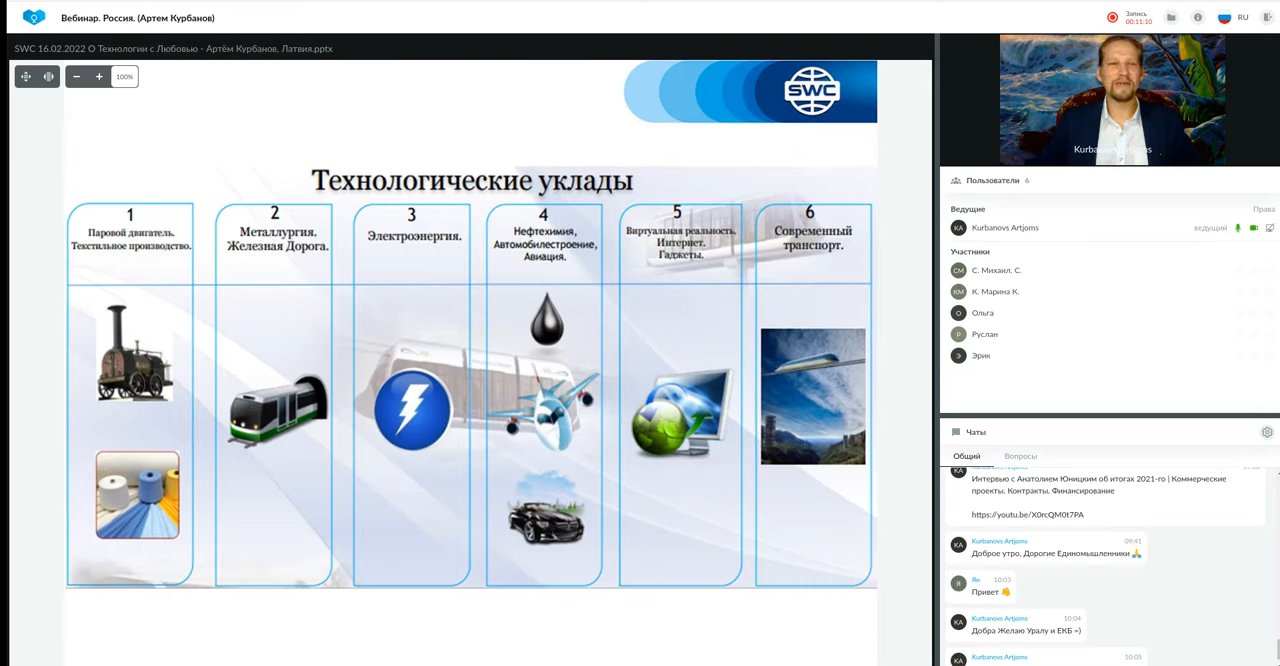 Вебинар. Россия. (Артем Курбанов)
Запись
00:11:10
RU
SWC 16.02.2022 О Технологии с Любовью - Артём Курбанов, Латвия.pptx
100%
SWC
Технологические уклады
1
Паровой двигатель.
Текстильное производство.
2
Металлургия.
Железная Дорога.
3
Электроэнергия.
4
Нефтехимия,
Автомобилестроение,
Авиация.
5
Виртуальная реальность.
Интернет.
Гаджеты.
6
Современный
транспорт.
Пользователи 6
Ведущие Права
KA Kurbanovs Artjoms ведущий
Участники
СМ С. Михаил. С.
КМ К. Марина К.
О Ольга
Р Руслан
Э Эрик
Чаты
Общий Вопросы
KA
Интервью с Анатолием Юницким об итогах 2021-го | Коммерческие
проекты. Контракты. Финансирование
https://youtu.be/X0rcQM0t7PA
KA Kurbanovs Artjoms 09:41
Доброе утро, Дорогие Единомышленники 🙏
Я Ян 10:03
Привет 👋
KA Kurbanovs Artjoms 10:04
Добра Желаю Уралу и ЕКБ =)
KA Kurbanovs Artjoms 10:05